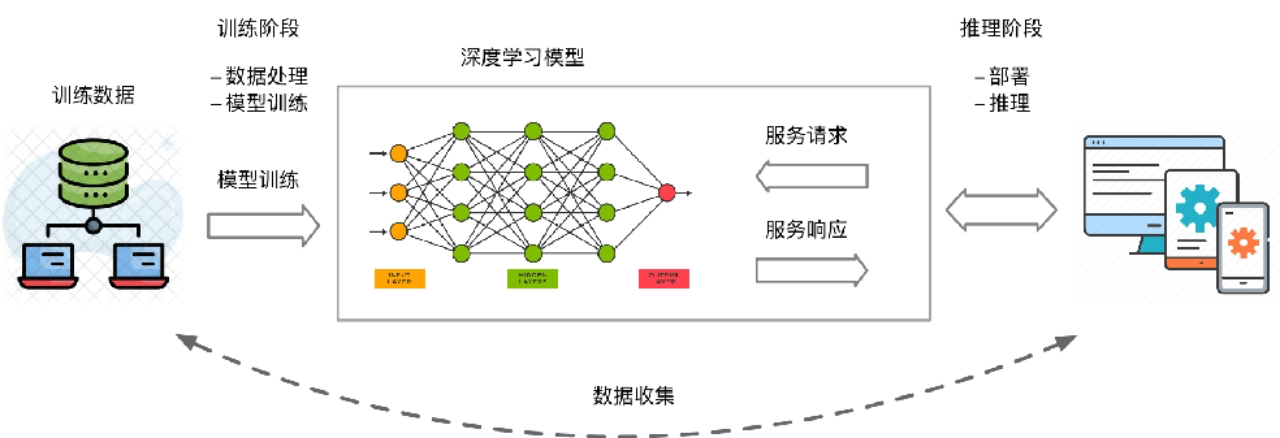 训练阶段
– 数据处理
– 模型训练
训练数据
模型训练
深度学习模型
INPUT
LAYER
HIDDEN
LAYERS
OUTPUT
LAYER
服务请求
服务响应
推理阶段
– 部署
– 推理
数据收集